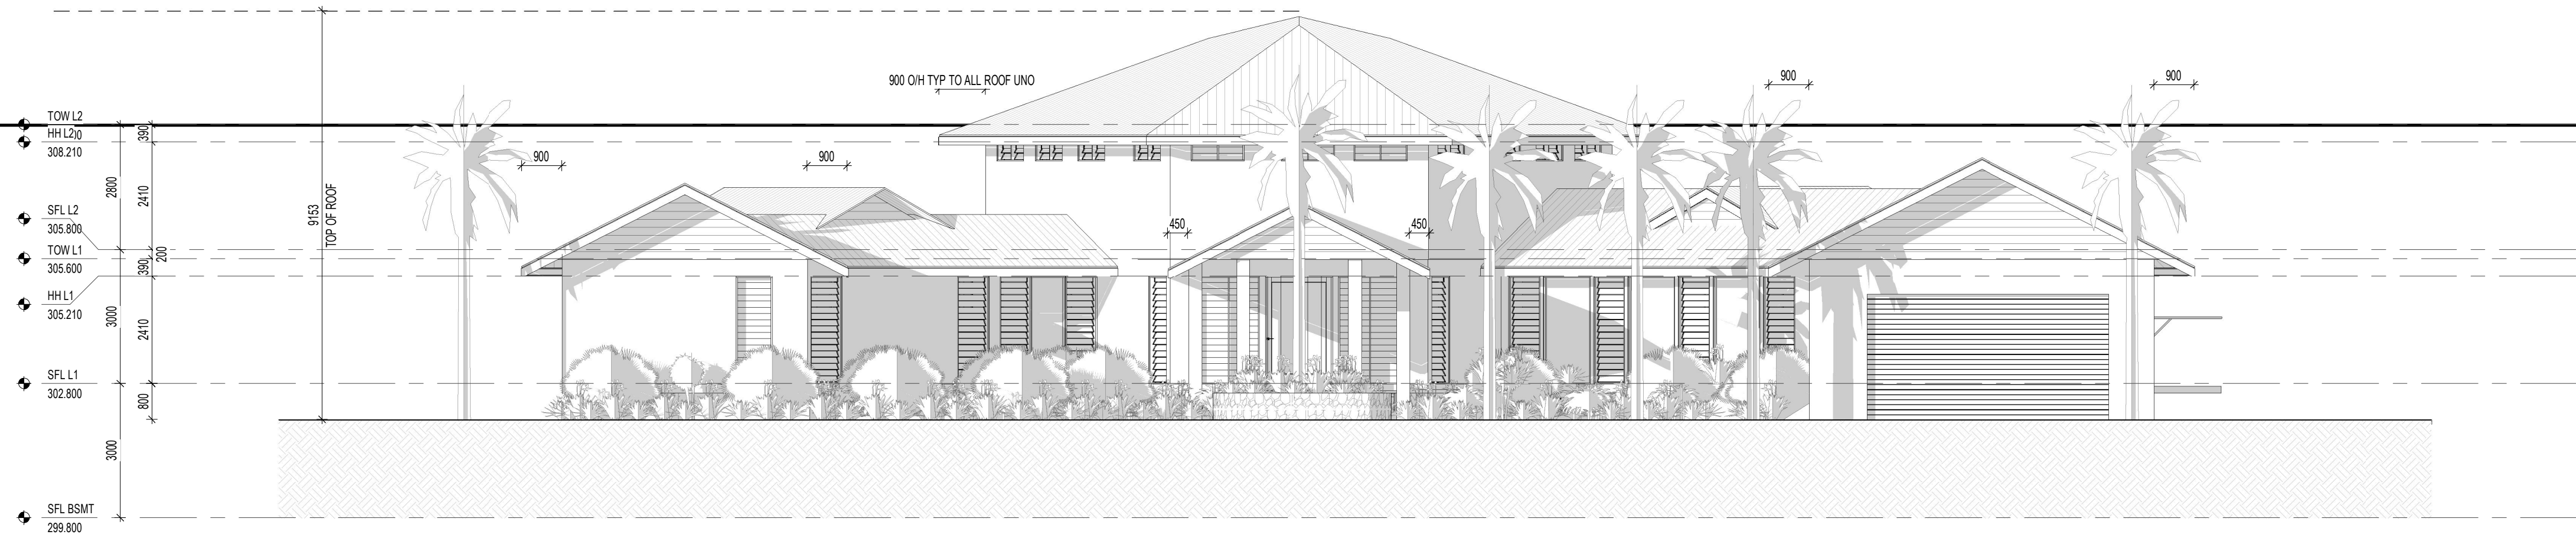 900 O/H TYP TO ALL ROOF UNO
900
900
TOW L2
HH L2
308.210
390
900
900
2800
2410
9153
TOP OF ROOF
SFL L2
305.800
450
450
TOW L1
305.600
200
390
HH L1
305.210
3000
2410
SFL L1
302.800
800
3000
SFL BSMT
299.800